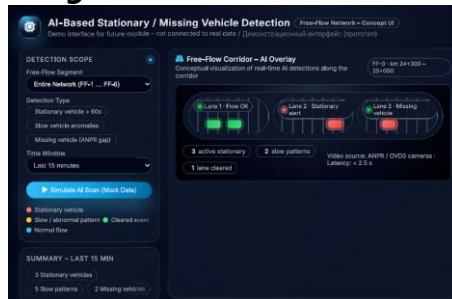 AI-Based Stationary / Missing Vehicle Detection
Free-Flow Network – Concept UI
Demo interface for future module – not connected to real data / Демонстрационный интерфейс (прототип)
DETECTION SCOPE
Free-Flow Segment
Entire Network (FF-1 ... FF-6)
Detection Type
Stationary vehicle > 60s
Slow vehicle anomalies
Missing vehicle (ANPR gap)
Time Window
Last 15 minutes
▶ Simulate AI Scan (Mock Data)
Stationary vehicle
Slow / abnormal pattern
Cleared event
Normal flow
SUMMARY – LAST 15 MIN
3 Stationary vehicles
5 Slow patterns
2 Missing vehicles
Free-Flow Corridor – AI Overlay
Conceptual visualization of real-time AI detections along the
corridor
FF-3 · km 24+300 –
25+000
Lane 1 · Flow OK
Lane 2 · Stationary
alert
Lane 3 · Missing
vehicle
3 active stationary
2 slow patterns
1 lane cleared
Video source: ANPR / OVDS cameras ·
Latency: < 2.5 s